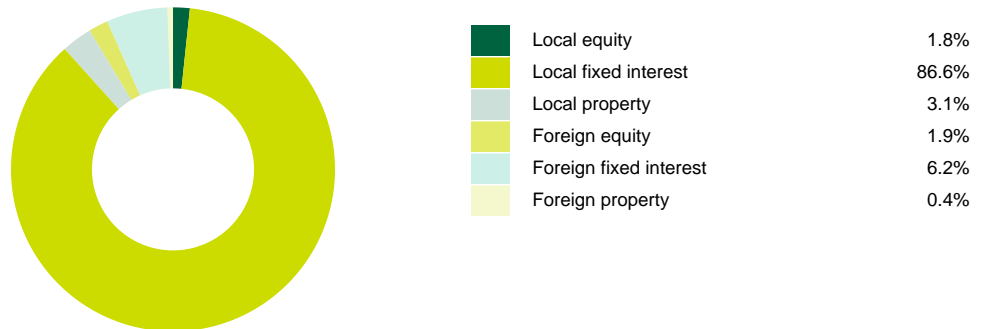 Local equity 1.8%
Local fixed interest 86.6%
Local property 3.1%
Foreign equity 1.9%
Foreign fixed interest 6.2%
Foreign property 0.4%